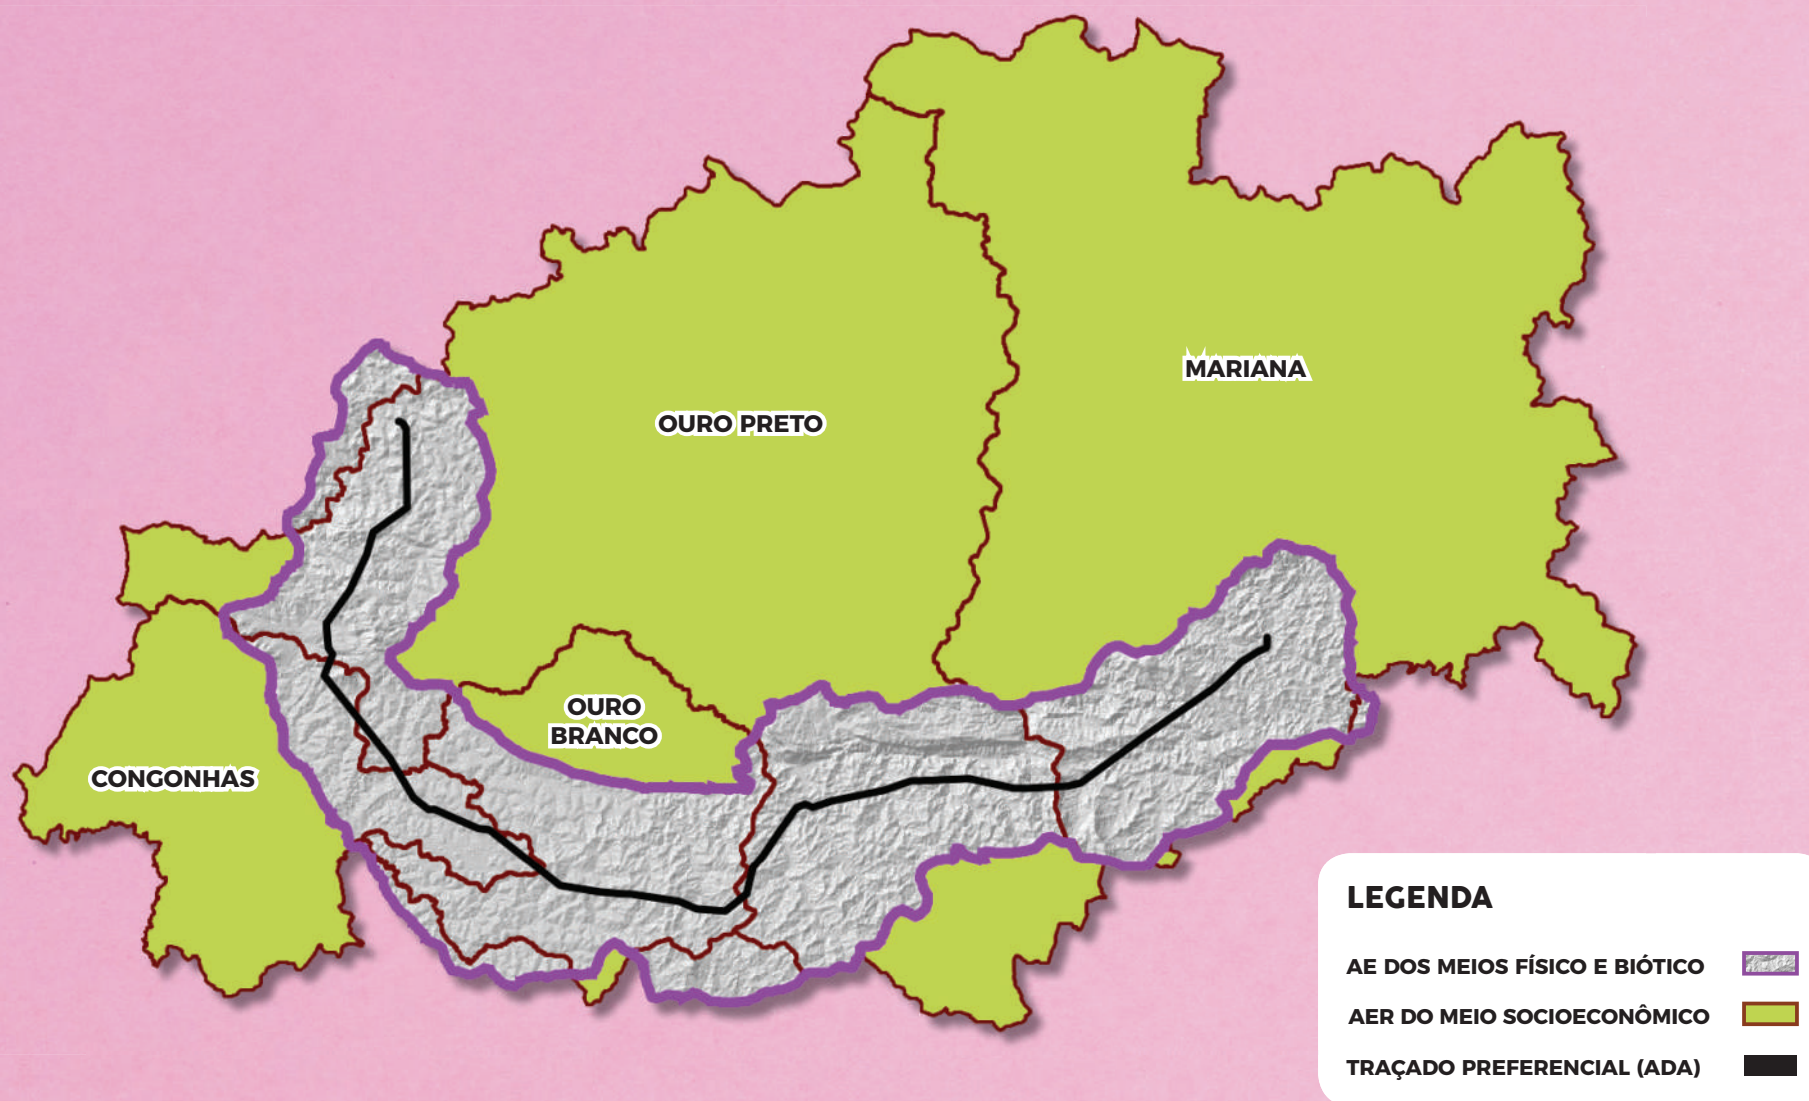 MARIANA
OURO PRETO
OURO
BRANCO
CONGONHAS
LEGENDA
AE DOS MEIOS FÍSICO E BIÓTICO
AER DO MEIO SOCIOECONÔMICO
TRAÇADO PREFERENCIAL (ADA)